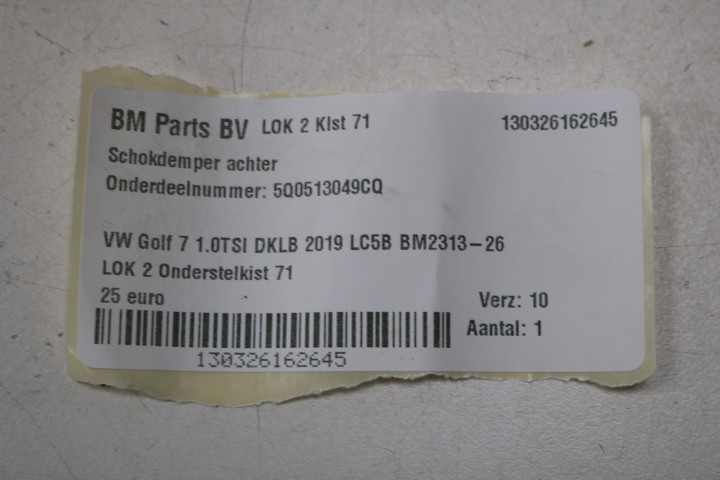 BM Parts BV LOK 2 Kist 71 130326162645
Schokdemper achter
Onderdeelnummer: 5Q0513049CQ
VW Golf 7 1.0TSI DKLB 2019 LC5B BM2313-26
LOK 2 Onderstelkist 71
25 euro Verz: 10
Aantal: 1
130326162645